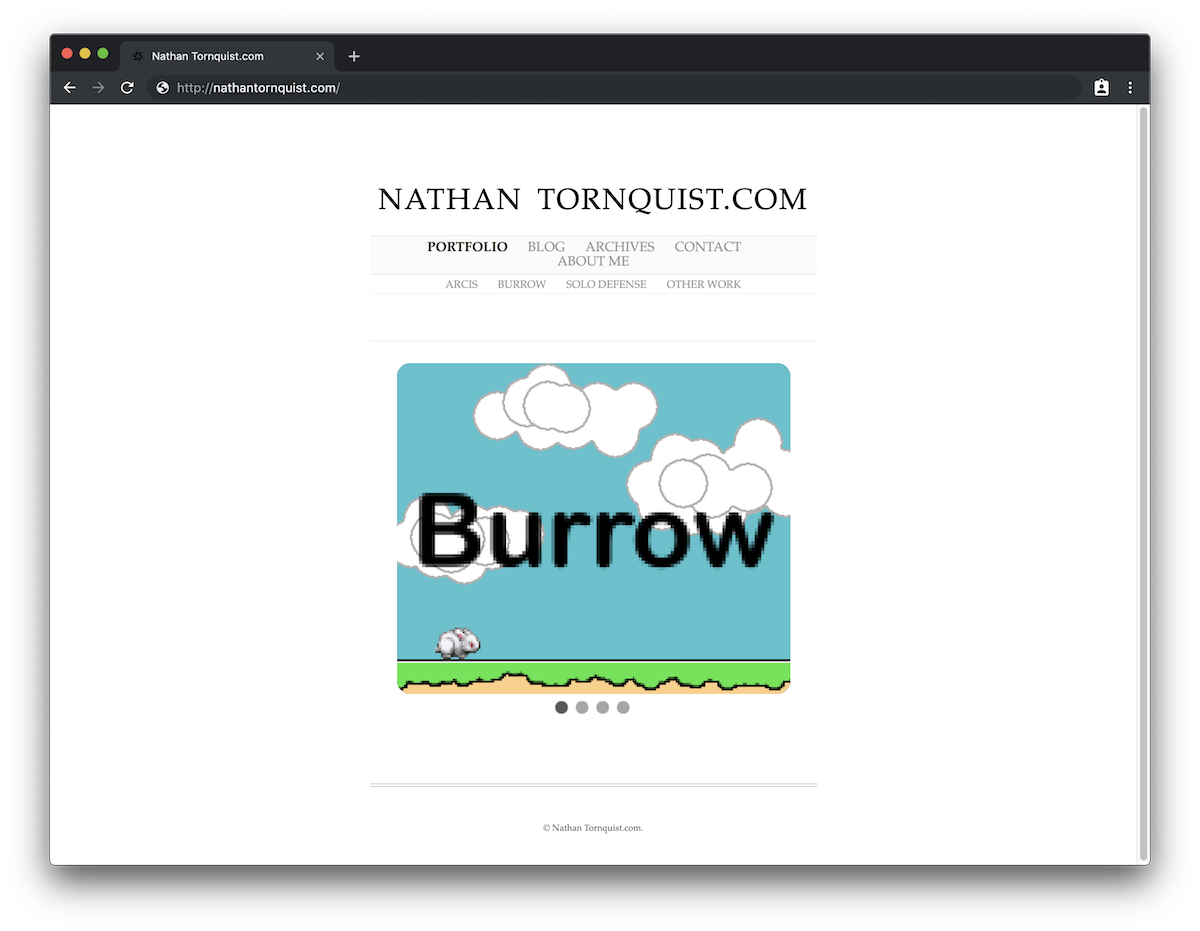 Nathan Tornquist.com
http://nathantornquist.com/
NATHAN TORNQUIST.COM
PORTFOLIO BLOG ARCHIVES CONTACT
ABOUT ME
ARCIS BURROW SOLO DEFENSE OTHER WORK
Burrow
© Nathan Tornquist.com.